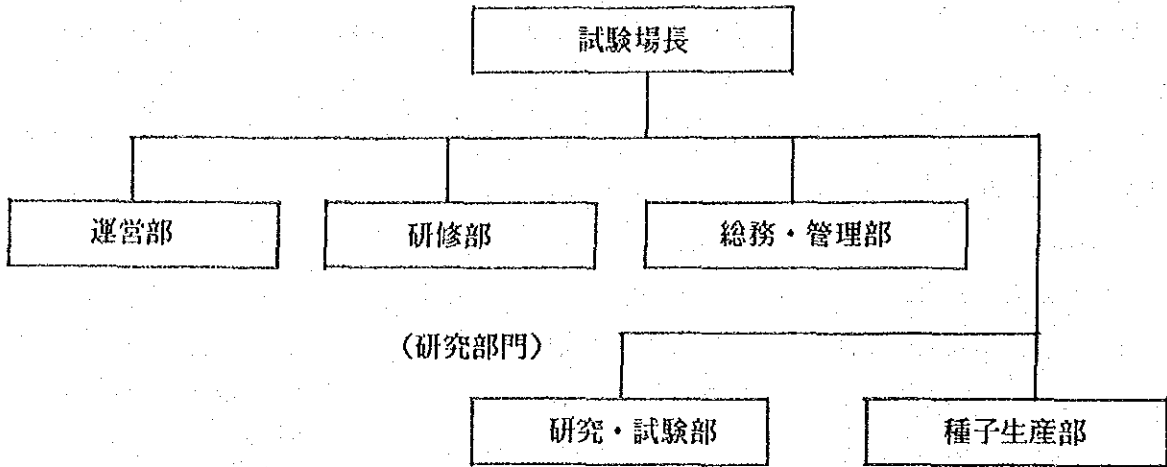 試験場長
運営部
研修部
総務・管理部
（研究部門）
研究・試験部
種子生産部